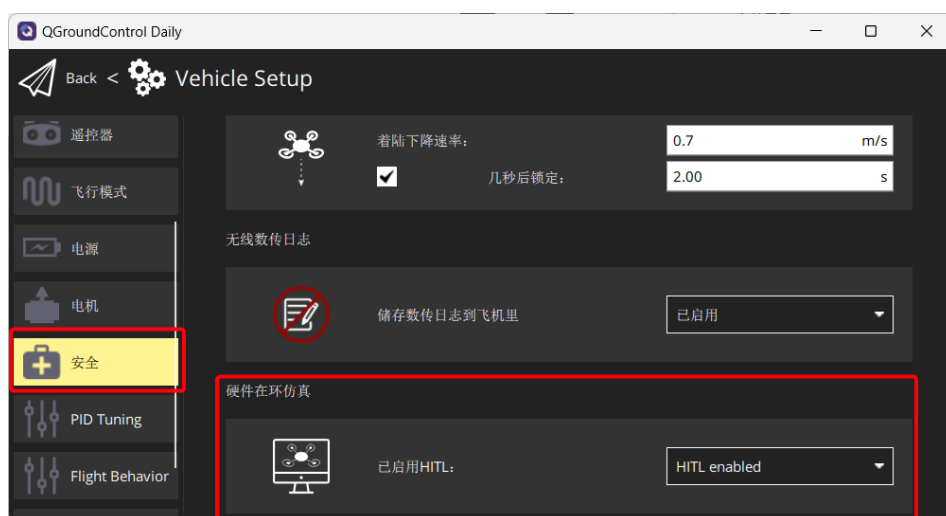 QGroundControl Daily
Back < Vehicle Setup
遥控器
飞行模式
电源
电机
安全
PID Tuning
Flight Behavior
着陆下降速率： 0.7 m/s
几秒后锁定： 2.00 s
无线数传日志
储存数传日志到飞机里 已启用
硬件在环仿真
已启用HITL： HITL enabled